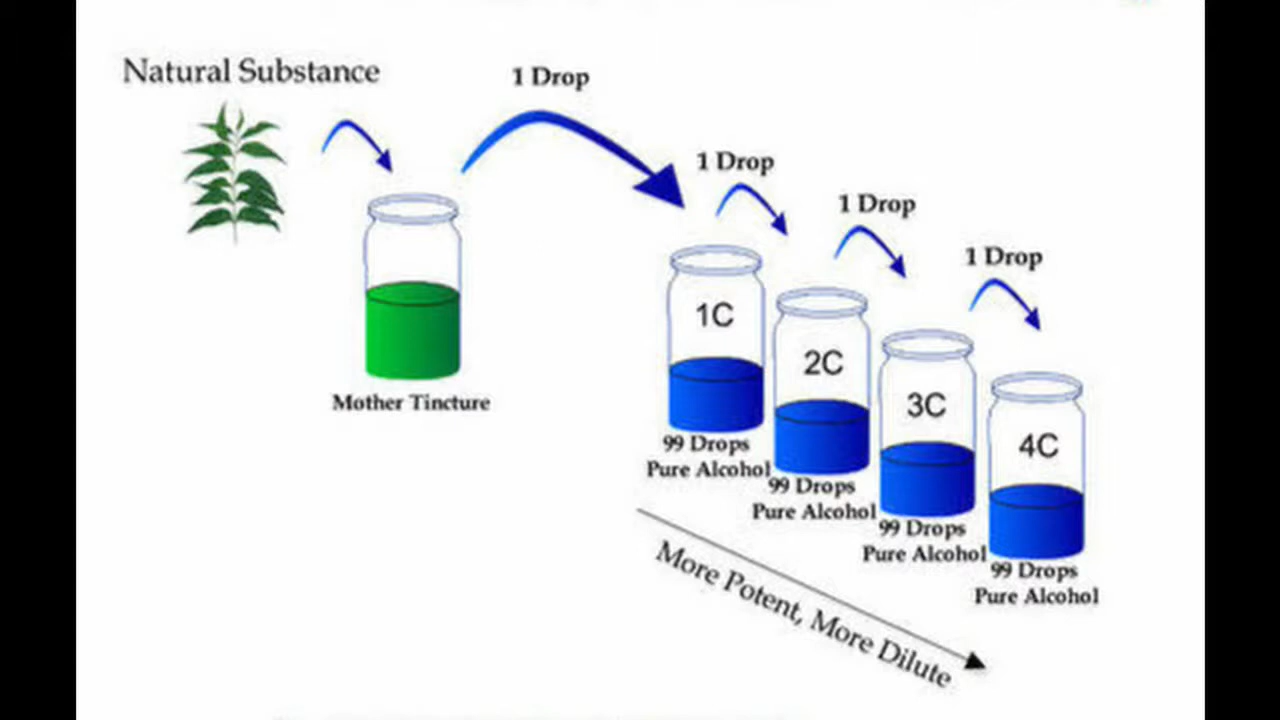 Natural Substance
1 Drop
1 Drop
1 Drop
1 Drop
Mother Tincture
1C
2C
3C
4C
99 Drops
Pure Alcohol
99 Drops
Pure Alcohol
99 Drops
Pure Alcohol
99 Drops
Pure Alcohol
More Potent, More Dilute